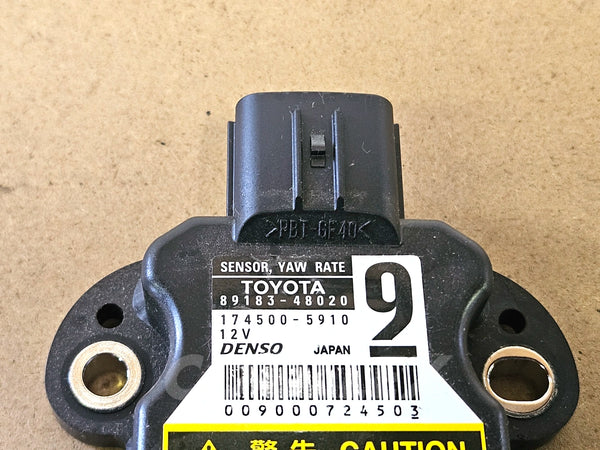 >PBT-GF40<
SENSOR, YAW RATE
TOYOTA
89183-48020
174500-5910
12V
DENSO JAPAN
9
009000724503
⚠ 警告 CAUTION